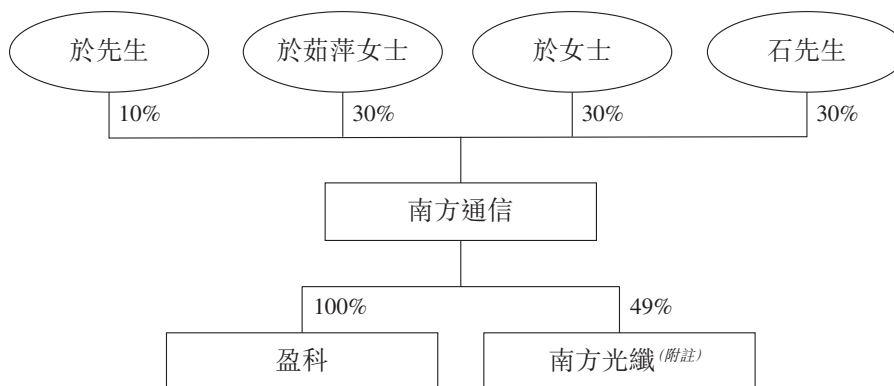 於先生 於茹萍女士 於女士 石先生
10% 30% 30% 30%
南方通信
100% 49%
盈科 南方光纖(附註)